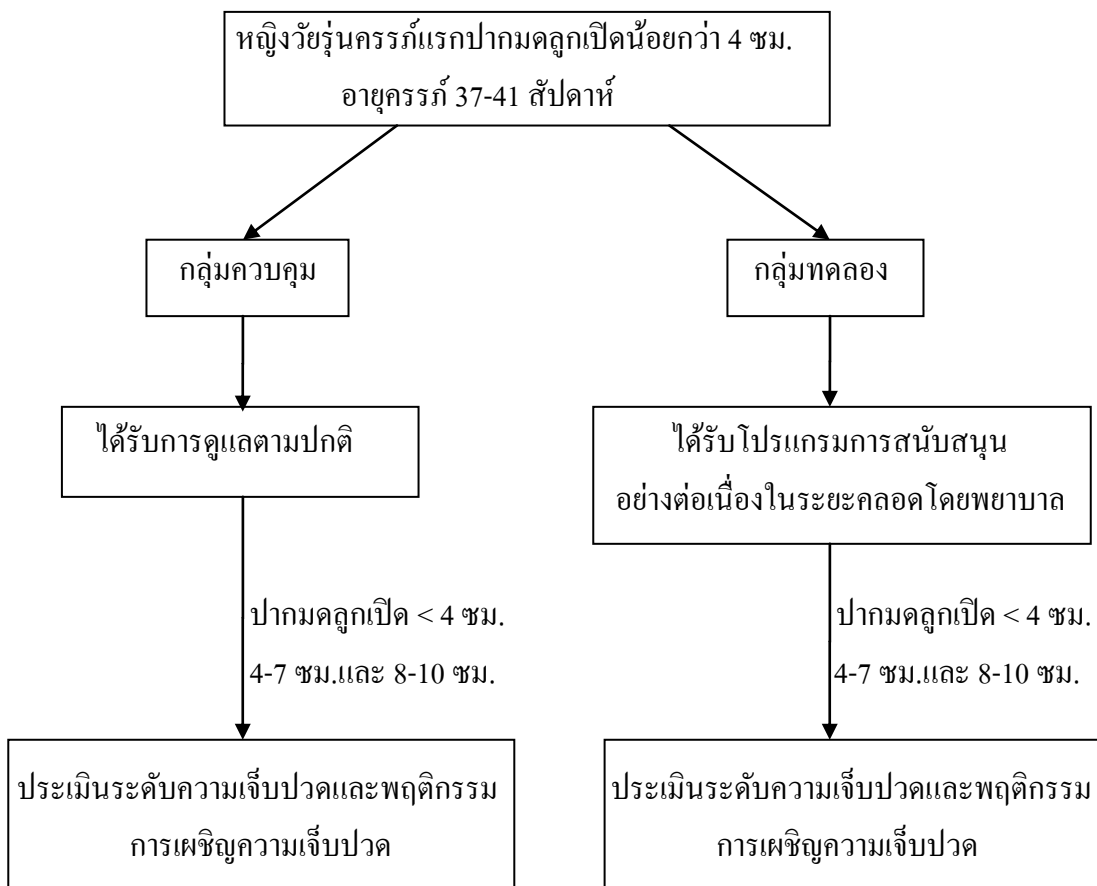 หญิงวัยรุ่นครรภ์แรกปากมดลูกเปิดน้อยกว่า 4 ซม.
อายุครรภ์ 37-41 สัปดาห์
กลุ่มควบคุม
กลุ่มทดลอง
ได้รับการดูแลตามปกติ
ได้รับโปรแกรมการสนับสนุน
อย่างต่อเนื่องในระยะคลอดโดยพยาบาล
ปากมดลูกเปิด < 4 ซม.
4-7 ซม.และ 8-10 ซม.
ปากมดลูกเปิด < 4 ซม.
4-7 ซม.และ 8-10 ซม.
ประเมินระดับความเจ็บปวดและพฤติกรรม
การเผชิญความเจ็บปวด
ประเมินระดับความเจ็บปวดและพฤติกรรม
การเผชิญความเจ็บปวด